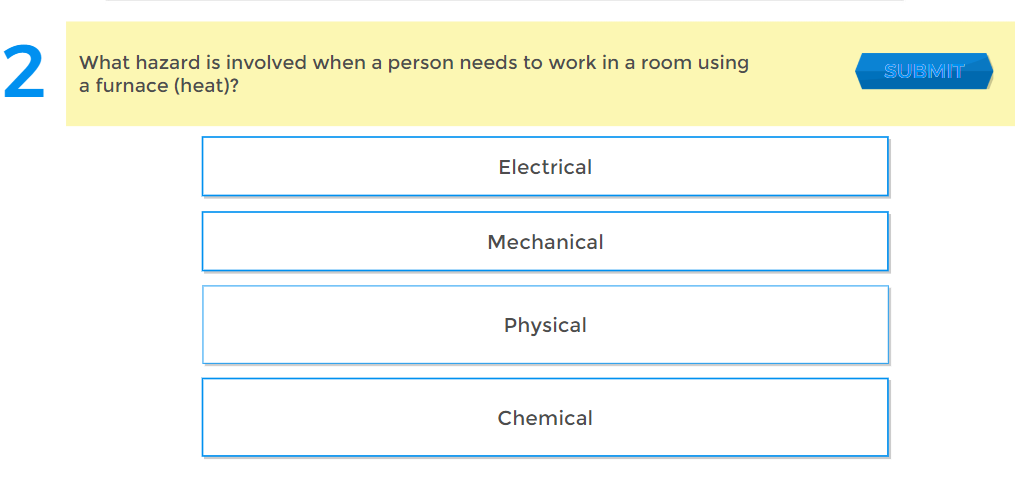 2
What hazard is involved when a person needs to work in a room using
a furnace (heat)?
SUBMIT
Electrical
Mechanical
Physical
Chemical